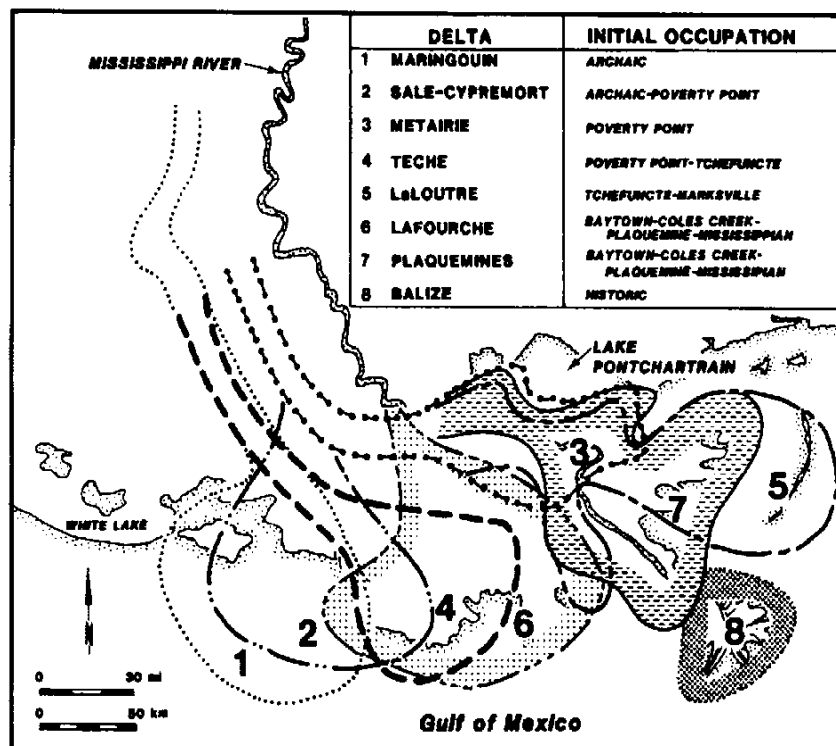 MISSISSIPPI RIVER
DELTA INITIAL OCCUPATION
1 MARINGOUIN ARCHAIC
2 SALE-CYPREMORT ARCHAIC-POVERTY POINT
3 METAIRIE POVERTY POINT
4 TECHE POVERTY POINT-TCHEFUNCTE
5 LaLOUTRE TCHEFUNCTE-MARKSVILLE
6 LAFOURCHE BAYTOWN-COLES CREEK-
PLAQUEMINE-MISSISSIPPIAN
7 PLAQUEMINES BAYTOWN-COLES CREEK-
PLAQUEMINE-MISSISSIPIAN
8 BALIZE HISTORIC
LAKE
PONTCHARTRAIN
3
5
7
WHITE LAKE
4
6
2
8
1
N
0 30 mi
0 50 km
Gulf of Mexico